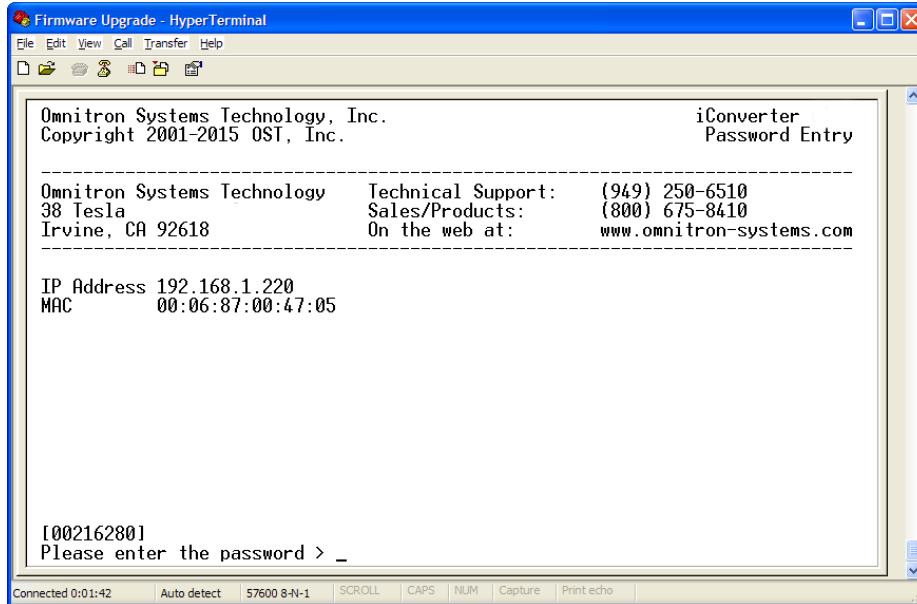 Firmware Upgrade - HyperTerminal
File Edit View Call Transfer Help
Omnitron Systems Technology, Inc. iConverter
Copyright 2001-2015 OST, Inc. Password Entry
--------------------------------------------------------------------------------
Omnitron Systems Technology Technical Support: (949) 250-6510
38 Tesla Sales/Products: (800) 675-8410
Irvine, CA 92618 On the web at: www.omnitron-systems.com
--------------------------------------------------------------------------------
IP Address 192.168.1.220
MAC 00:06:87:00:47:05
[00216280]
Please enter the password > _
Connected 0:01:42 Auto detect 57600 8-N-1 SCROLL CAPS NUM Capture Print echo